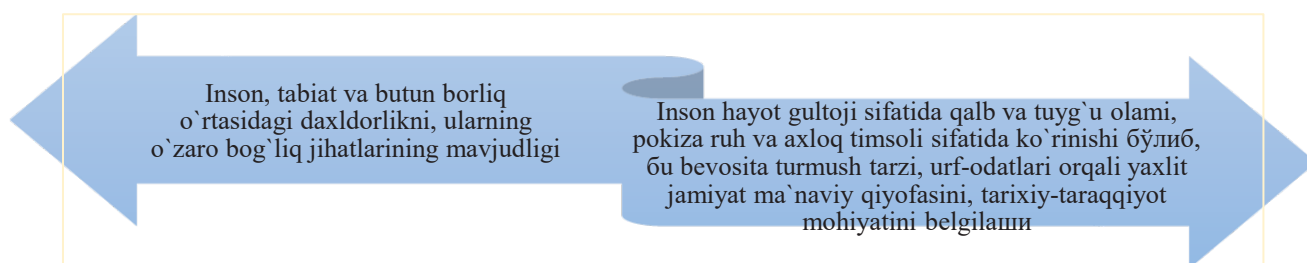 Inson, tabiat va butun borliq
o`rtasidagi daxldorlikni, ularning
o`zaro bog`liq jihatlarining mavjudligi
Inson hayot gultoji sifatida qalb va tuyg`u olami,
pokiza ruh va axloq timsoli sifatida ko`rinishi бўлиб,
бu bevosita turmush tarzi, urf-odatlari orqali yaxlit
jamiyat ma`naviy qiyofasini, tarixiy-taraqqiyot
mohiyatini belgilaши